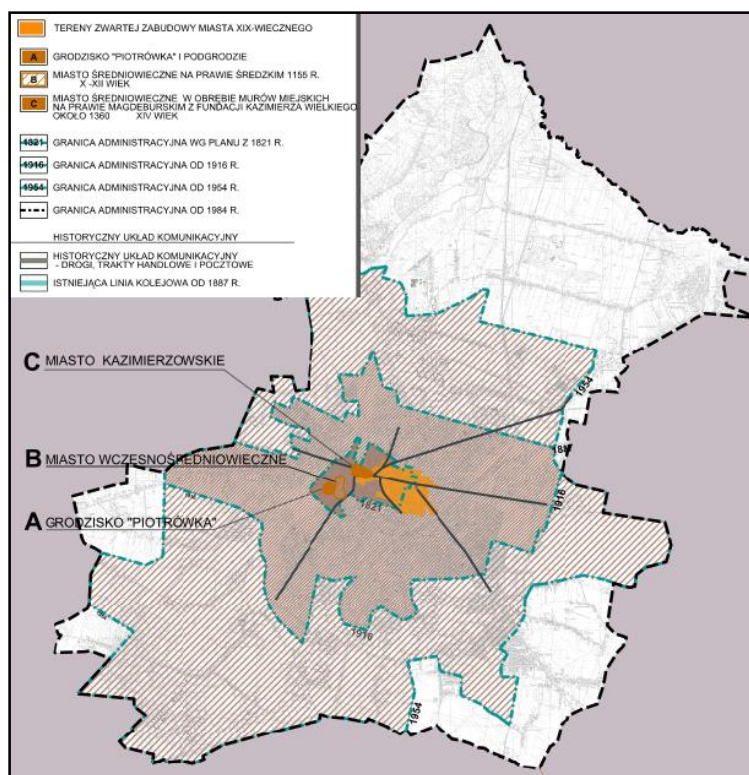 TERENY ZWARTEJ ZABUDOWY MIASTA XIX-WIECZNEGO
A GRODZISKO "PIOTRÓWKA" I PODGRODZIE
B MIASTO ŚREDNIOWIECZNE NA PRAWIE ŚREDZKIM 1155 R.
X -XII WIEK
C MIASTO ŚREDNIOWIECZNE W OBRĘBIE MURÓW MIEJSKICH
NA PRAWIE MAGDEBURSKIM Z FUNDACJI KAZIMIERZA WIELKIEGO
OKOŁO 1360 XIV WIEK
1821 GRANICA ADMINISTRACYJNA WG PLANU Z 1821 R.
1916 GRANICA ADMINISTRACYJNA OD 1916 R.
1954 GRANICA ADMINISTRACYJNA OD 1954 R.
GRANICA ADMINISTRACYJNA OD 1984 R.
HISTORYCZNY UKŁAD KOMUNIKACYJNY
HISTORYCZNY UKŁAD KOMUNIKACYJNY
- DROGI, TRAKTY HANDLOWE I POCZTOWE
ISTNIEJĄCA LINIA KOLEJOWA OD 1887 R.
C MIASTO KAZIMIERZOWSKIE
1954
B MIASTO WCZESNOŚREDNIOWIECZNE
1916
1821
A GRODZISKO "PIOTRÓWKA"
1916
1954